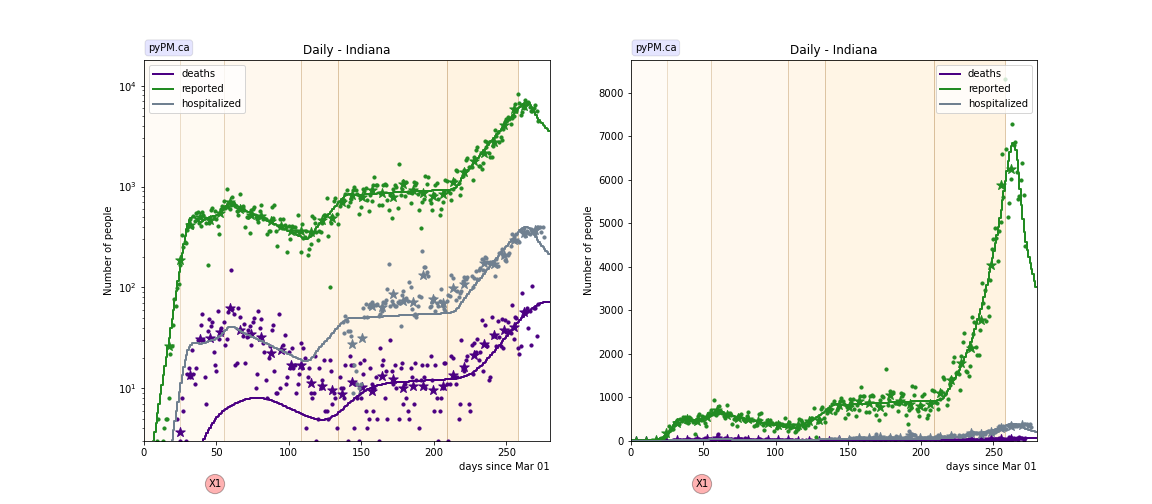 pyPM.ca
Daily - Indiana
deaths
reported
hospitalized
Number of people
10⁴
10³
10²
10¹
0
50
100
150
200
250
days since Mar 01
X1
pyPM.ca
Daily - Indiana
deaths
reported
hospitalized
Number of people
8000
7000
6000
5000
4000
3000
2000
1000
0
0
50
100
150
200
250
days since Mar 01
X1